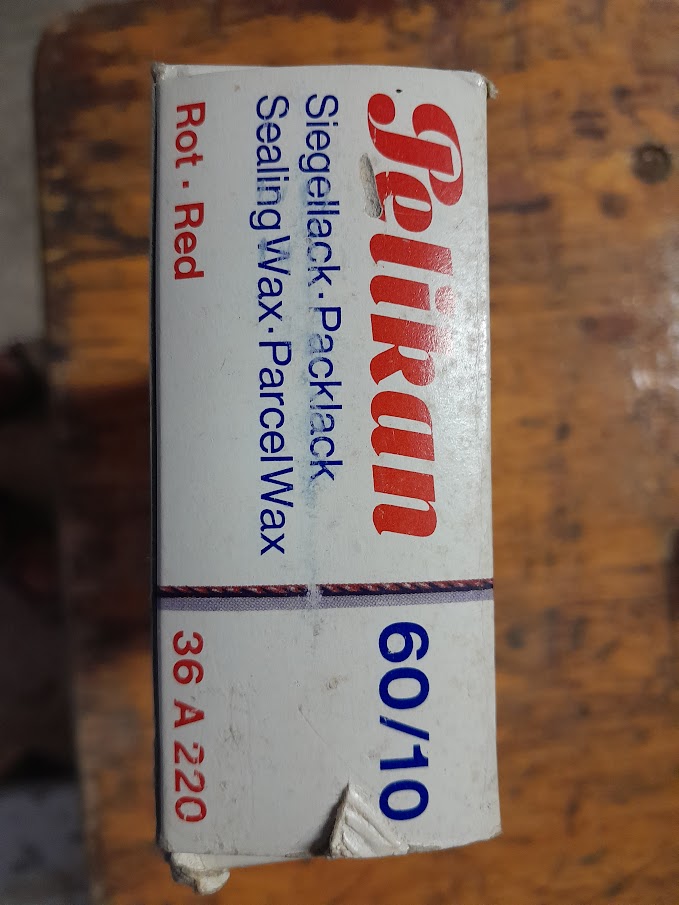 Pelikan 60/10
Siegellack · Packlack
Sealing Wax · Parcel Wax
Rot · Red 36 A 220